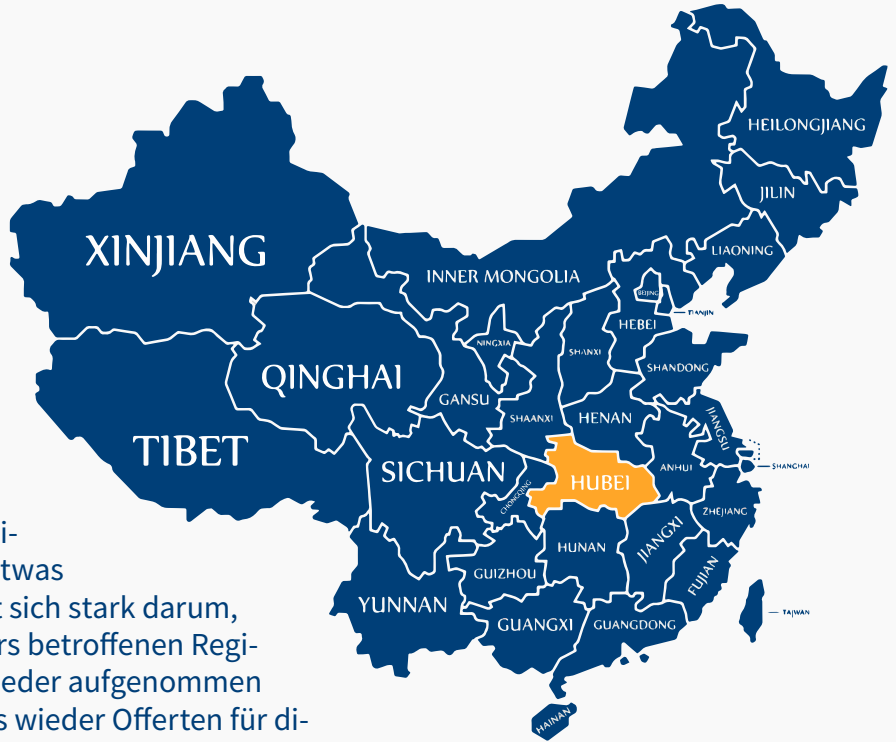 HEILONGJIANG
JILIN
LIAONING
XINJIANG
INNER MONGOLIA
BEIJING
TIANJIN
HEBEI
NINGXIA
SHANXI
SHANDONG
QINGHAI
GANSU
SHAANXI
HENAN
JIANGSU
TIBET
SICHUAN
CHONGQING
HUBEI
ANHUI
SHANGHAI
ZHEJIANG
HUNAN
JIANGXI
GUIZHOU
FUJIAN
YUNNAN
GUANGXI
GUANGDONG
TAIWAN
HAINAN
i-
twas
t sich stark darum,
rs betroffenen Regi-
eder aufgenommen
s wieder Offerten für di-